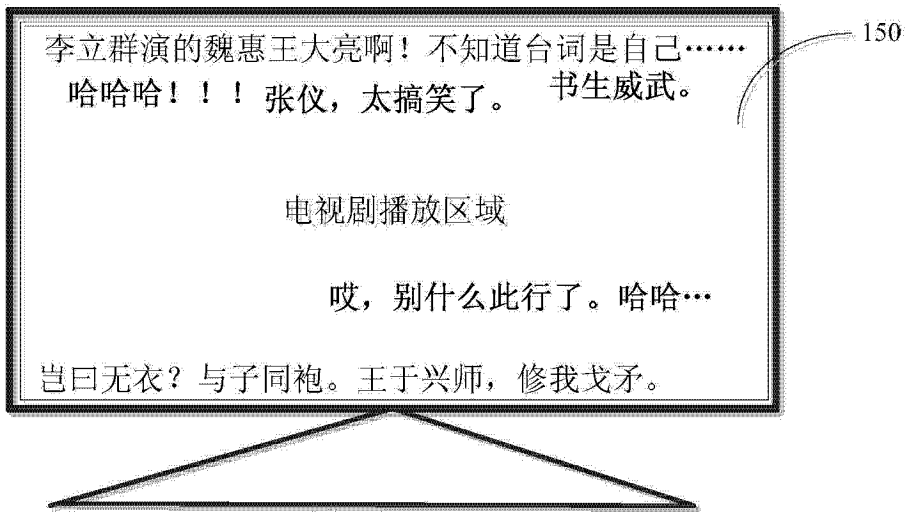 李立群演的魏惠王大亮啊！不知道台词是自己……
150
哈哈哈！！！ 张仪，太搞笑了。 书生威武。
电视剧播放区域
哎，别什么此行了。哈哈…
岂曰无衣？与子同袍。王于兴师，修我戈矛。